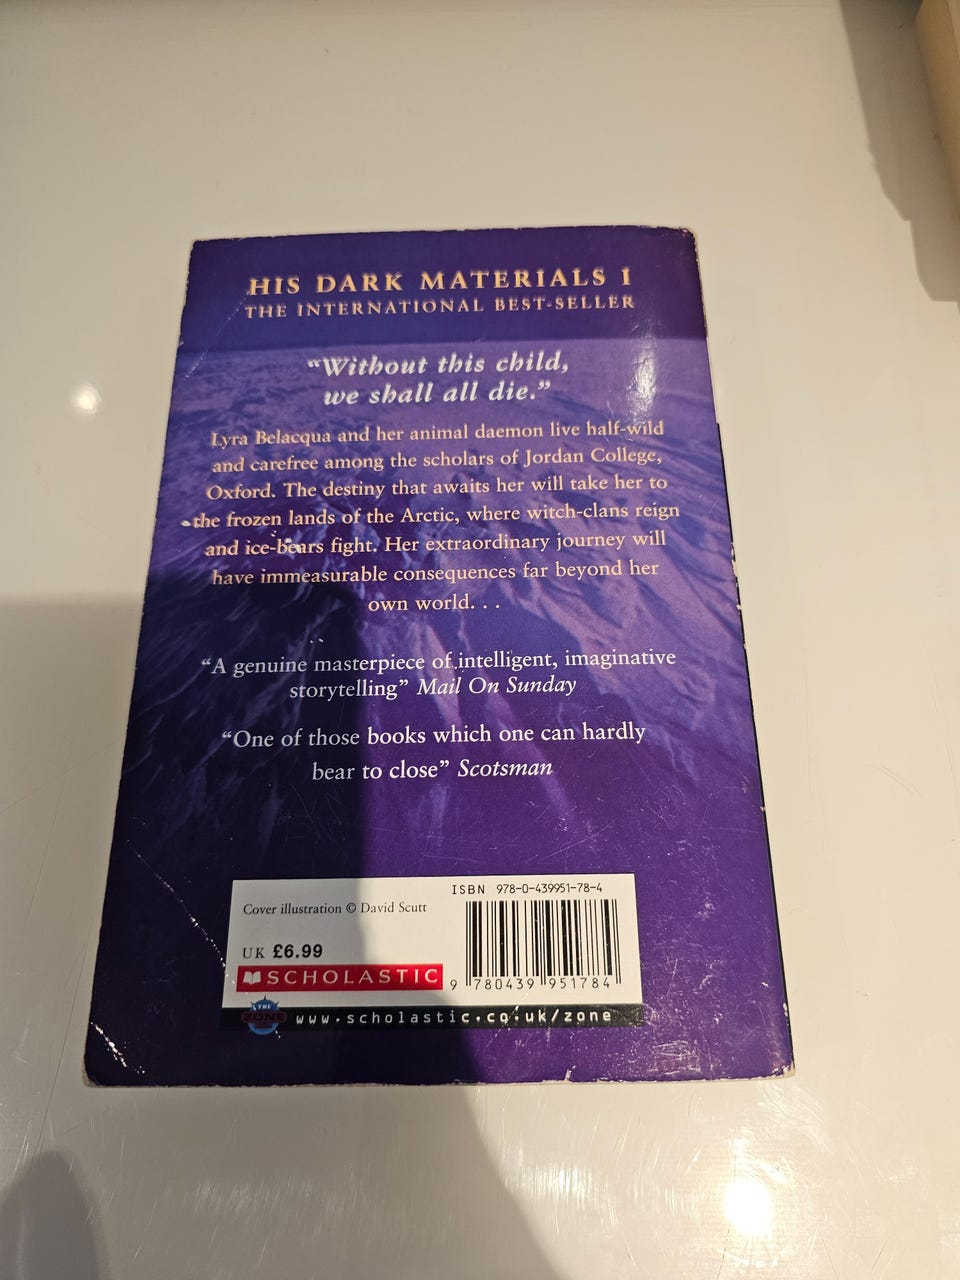 HIS DARK MATERIALS I
THE INTERNATIONAL BEST-SELLER
“Without this child,
we shall all die.”
Lyra Belacqua and her animal daemon live half-wild
and carefree among the scholars of Jordan College,
Oxford. The destiny that awaits her will take her to
the frozen lands of the Arctic, where witch-clans reign
and ice-bears fight. Her extraordinary journey will
have immeasurable consequences far beyond her
own world. . .
“A genuine masterpiece of intelligent, imaginative
storytelling” Mail On Sunday
“One of those books which one can hardly
bear to close” Scotsman
ISBN 978-0-439951-78-4
Cover illustration © David Scutt
UK £6.99
SCHOLASTIC
9 780439 951784
THE
ZONE
www.scholastic.co.uk/zone